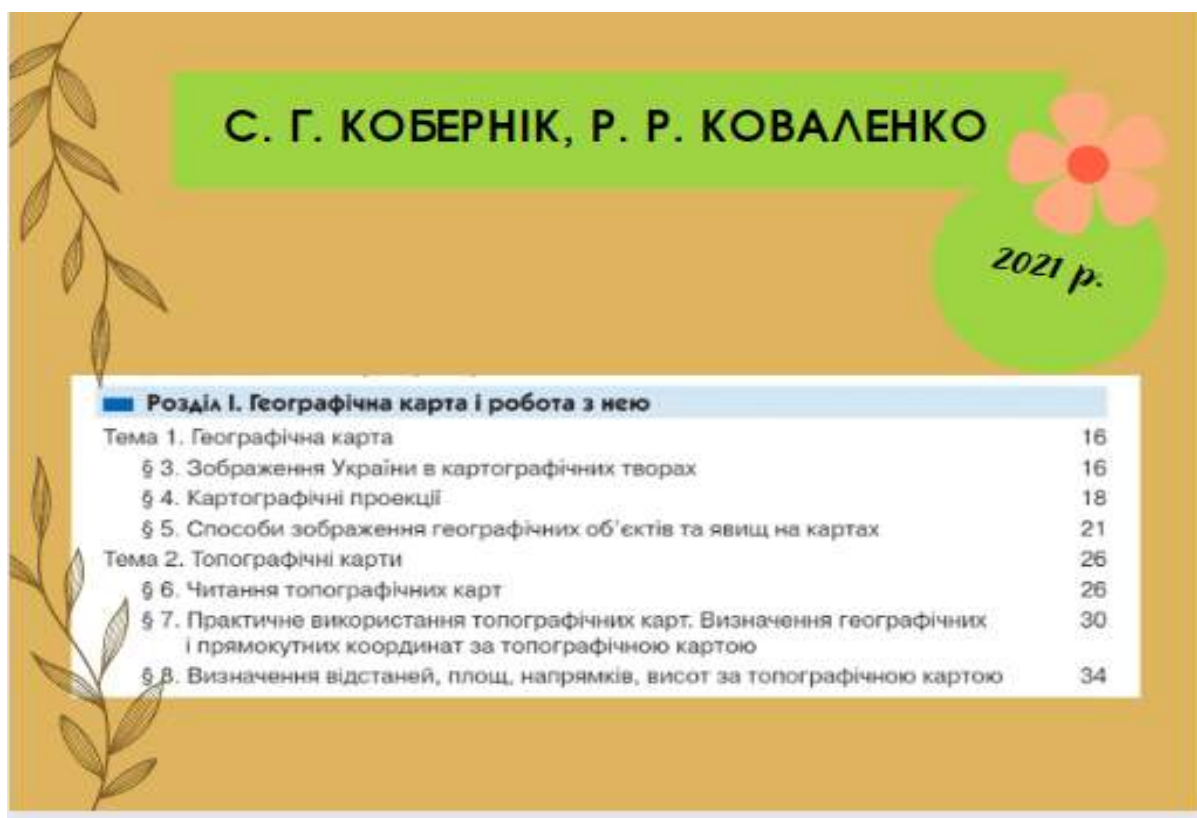 С. Г. КОБЕРНІК, Р. Р. КОВАЛЕНКО
2021 р.
Розділ І. Географічна карта і робота з нею
Тема 1. Географічна карта 16
§ 3. Зображення України в картографічних творах 16
§ 4. Картографічні проекції 18
§ 5. Способи зображення географічних об'єктів та явищ на картах 21
Тема 2. Топографічні карти 26
§ 6. Читання топографічних карт 26
§ 7. Практичне використання топографічних карт. Визначення географічних 30
і прямокутних координат за топографічною картою
§ 8. Визначення відстаней, площ, напрямків, висот за топографічною картою 34